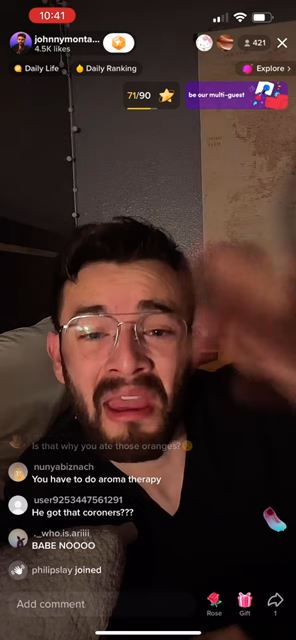 10:41
johnnymonta...
4.5K likes
421
Daily Life
Daily Ranking
Explore >
71/90
be our multi-guest
Is that why you ate those oranges?
nunyabiznach
You have to do aroma therapy
user9253447561291
He got that coroners???
._who.is.ariiii
BABE NOOOO
philipslay joined
Add comment
Rose
Gift
1